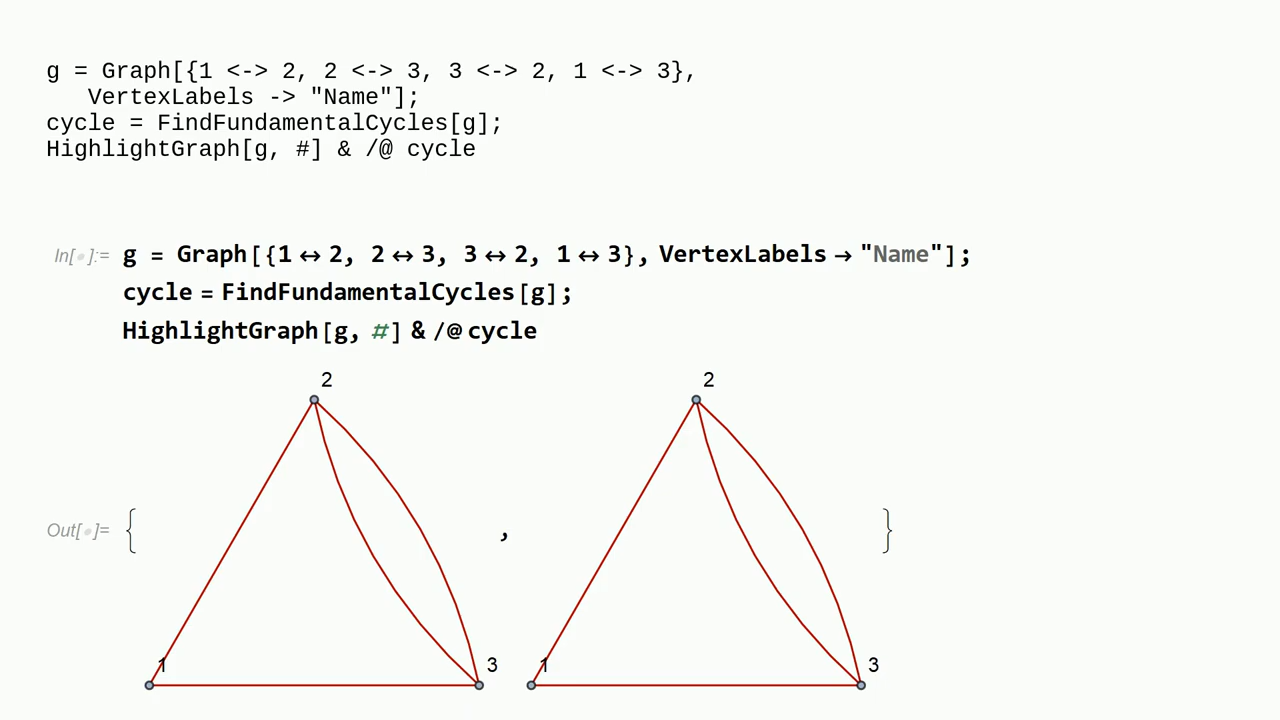 g = Graph[{1 <-> 2, 2 <-> 3, 3 <-> 2, 1 <-> 3},
VertexLabels -> "Name"];
cycle = FindFundamentalCycles[g];
HighlightGraph[g, #] & /@ cycle
In[●]:= g = Graph[{1 ↔ 2, 2 ↔ 3, 3 ↔ 2, 1 ↔ 3}, VertexLabels → "Name"];
cycle = FindFundamentalCycles[g];
HighlightGraph[g, #] & /@ cycle
2 2
Out[●]= { , }
1 3 1 3